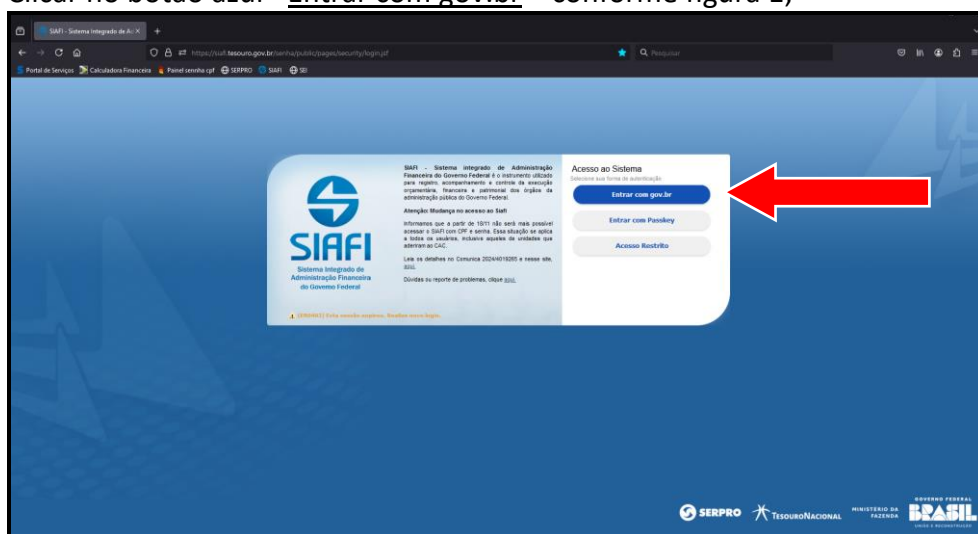 Clicar no botão azul "Entrar com gov.br"
SIAFI - Sistema Integrado de Ad
https://siafi.tesouro.gov.br/senha/public/pages/security/login.jsf
Pesquisar
Portal de Serviços
Calculadora Financeira
Painel senha cpf
SERPRO
SIAFI
SEI
SIAFI
Sistema Integrado de
Administração Financeira
do Governo Federal
SIAFI - Sistema integrado de Administração
Financeira do Governo Federal é o instrumento utilizado
para registro, acompanhamento e controle da execução
orçamentária, financeira e patrimonial dos órgãos da
administração pública do Governo Federal.
Atenção: Mudança no acesso ao Siafi
Informamos que a partir de 18/11 não será mais possível
acessar o SIAFI com CPF e senha. Essa situação se aplica
a todos os usuários, inclusive aqueles de unidades que
aderiram ao CAC.
Leia os detalhes no Comunica 2024/4019285 e nesse site,
aqui.
Dúvidas ou reporte de problemas, clique aqui.
Esta sessão expirou. Realize novo login.
Acesso ao Sistema
Selecione sua forma de autenticação
Entrar com gov.br
Entrar com Passkey
Acesso Restrito
SERPRO
TESOURONACIONAL
MINISTÉRIO DA
FAZENDA
GOVERNO FEDERAL
BRASIL
UNIÃO E RECONSTRUÇÃO